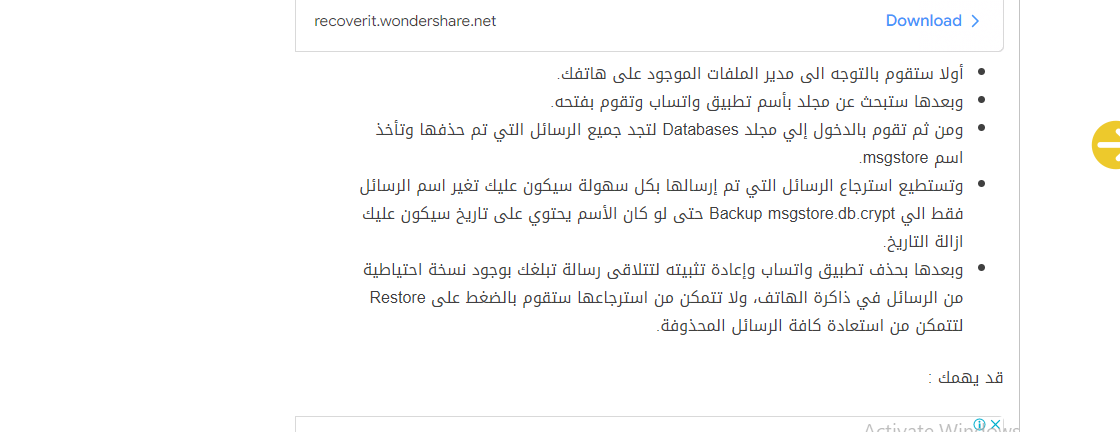 recoverit.wondershare.net
Download
أولا ستقوم بالتوجه الى مدير الملفات الموجود على هاتفك.
وبعدها ستبحث عن مجلد بأسم تطبيق واتساب وتقوم بفتحه.
ومن ثم تقوم بالدخول إلي مجلد Databases لتجد جميع الرسائل التي تم حذفها وتأخذ
اسم msgstore.
وتستطيع استرجاع الرسائل التي تم إرسالها بكل سهولة سيكون عليك تغير اسم الرسائل
فقط الي Backup msgstore.db.crypt حتى لو كان الأسم يحتوي على تاريخ سيكون عليك
ازالة التاريخ.
وبعدها بحذف تطبيق واتساب وإعادة تثبيته لتتلاقى رسالة تبلغك بوجود نسخة احتياطية
من الرسائل في ذاكرة الهاتف، ولا تتمكن من استرجاعها ستقوم بالضغط على Restore
لتتمكن من استعادة كافة الرسائل المحذوفة.
قد يهمك :
Activate Windows